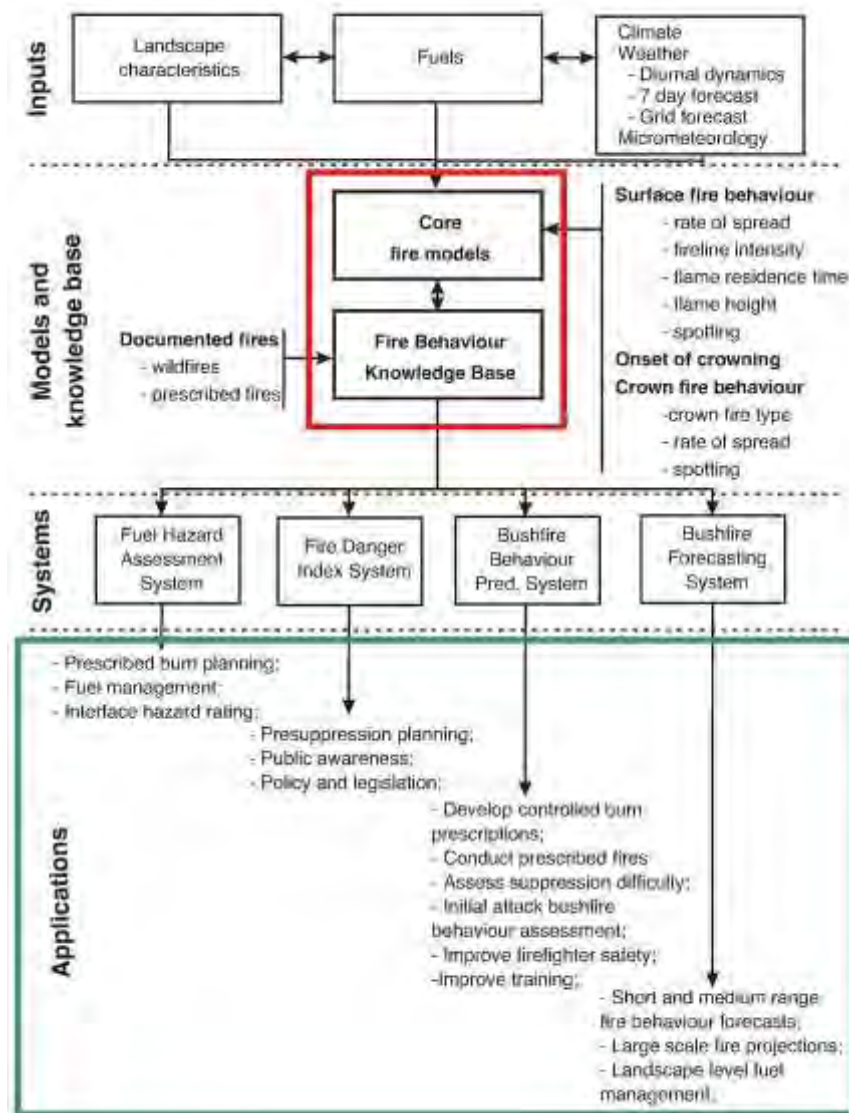 Inputs
Landscape
characteristics
Fuels
Climate
Weather
- Diurnal dynamics
- 7 day forecast
- Grid forecast
Micrometeorology
Models and
knowledge base
Core
fire models
Fire Behaviour
Knowledge Base
Documented fires
- wildfires
- prescribed fires
Surface fire behaviour
- rate of spread
- fireline intensity
- flame residence time
- flame height
- spotting
Onset of crowning
Crown fire behaviour
-crown fire type
- rate of spread
- spotting
Systems
Fuel Hazard
Assessment
System
Fire Danger
Index System
Bushfire
Behaviour
Pred. System
Bushfire
Forecasting
System
Applications
- Prescribed burn planning;
- Fuel management;
- Interface hazard rating;
- Presuppression planning;
- Public awareness;
- Policy and legislation;
- Develop controlled burn
prescriptions;
- Conduct prescribed fires
- Assess suppression difficulty;
- Initial attack bushfire
behaviour assessment;
- Improve firefighter safety;
-Improve training;
- Short and medium range
fire behaviour forecasts;
- Large scale fire projections;
- Landscape level fuel
management.